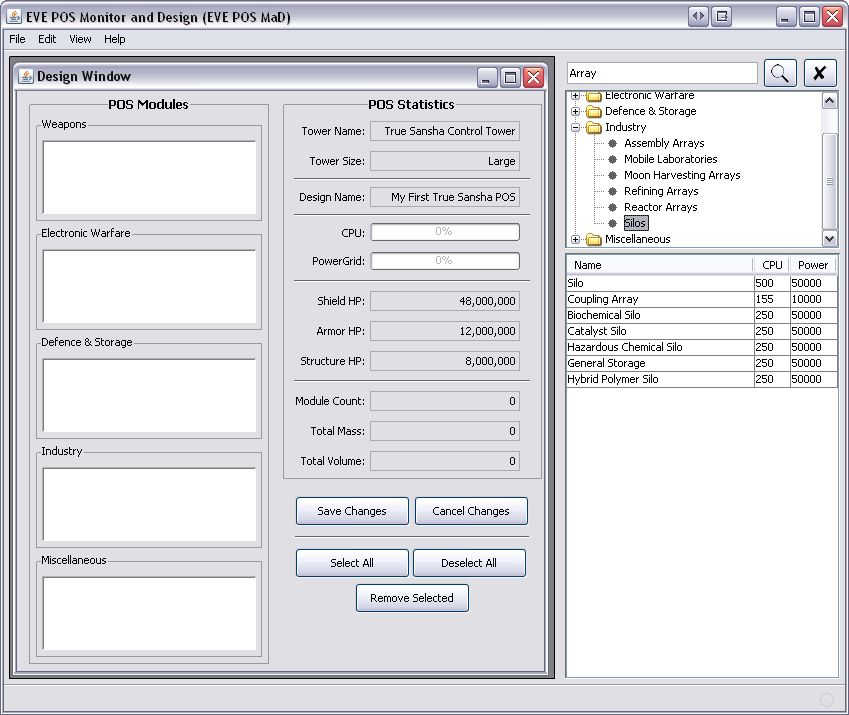 EVE POS Monitor and Design (EVE POS MaD)
File Edit View Help
Design Window
POS Modules
Weapons
Electronic Warfare
Defence & Storage
Industry
Miscellaneous
POS Statistics
Tower Name: True Sansha Control Tower
Tower Size: Large
Design Name: My First True Sansha POS
CPU: 0%
PowerGrid: 0%
Shield HP: 48,000,000
Armor HP: 12,000,000
Structure HP: 8,000,000
Module Count: 0
Total Mass: 0
Total Volume: 0
Save Changes Cancel Changes
Select All Deselect All
Remove Selected
Array
Electronic Warfare
Defence & Storage
Industry
Assembly Arrays
Mobile Laboratories
Moon Harvesting Arrays
Refining Arrays
Reactor Arrays
Silos
Miscellaneous
Name CPU Power
Silo 500 50000
Coupling Array 155 10000
Biochemical Silo 250 50000
Catalyst Silo 250 50000
Hazardous Chemical Silo 250 50000
General Storage 250 50000
Hybrid Polymer Silo 250 50000